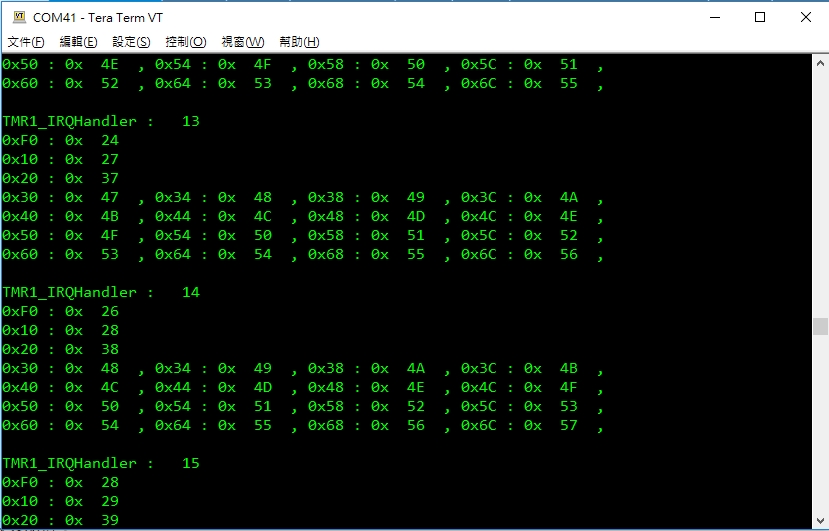 COM41 - Tera Term VT
文件(F) 編輯(E) 設定(S) 控制(O) 視窗(W) 幫助(H)
0x50 : 0x  4E  , 0x54 : 0x  4F  , 0x58 : 0x  50  , 0x5C : 0x  51  ,
0x60 : 0x  52  , 0x64 : 0x  53  , 0x68 : 0x  54  , 0x6C : 0x  55  ,
TMR1_IRQHandler :   13
0xF0 : 0x  24
0x10 : 0x  27
0x20 : 0x  37
0x30 : 0x  47  , 0x34 : 0x  48  , 0x38 : 0x  49  , 0x3C : 0x  4A  ,
0x40 : 0x  4B  , 0x44 : 0x  4C  , 0x48 : 0x  4D  , 0x4C : 0x  4E  ,
0x50 : 0x  4F  , 0x54 : 0x  50  , 0x58 : 0x  51  , 0x5C : 0x  52  ,
0x60 : 0x  53  , 0x64 : 0x  54  , 0x68 : 0x  55  , 0x6C : 0x  56  ,
TMR1_IRQHandler :   14
0xF0 : 0x  26
0x10 : 0x  28
0x20 : 0x  38
0x30 : 0x  48  , 0x34 : 0x  49  , 0x38 : 0x  4A  , 0x3C : 0x  4B  ,
0x40 : 0x  4C  , 0x44 : 0x  4D  , 0x48 : 0x  4E  , 0x4C : 0x  4F  ,
0x50 : 0x  50  , 0x54 : 0x  51  , 0x58 : 0x  52  , 0x5C : 0x  53  ,
0x60 : 0x  54  , 0x64 : 0x  55  , 0x68 : 0x  56  , 0x6C : 0x  57  ,
TMR1_IRQHandler :   15
0xF0 : 0x  28
0x10 : 0x  29
0x20 : 0x  39